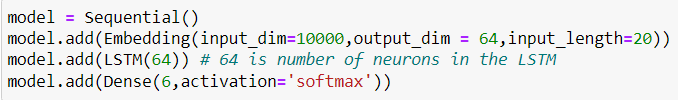 model = Sequential()
model.add(Embedding(input_dim=10000,output_dim = 64,input_length=20))
model.add(LSTM(64)) # 64 is number of neurons in the LSTM
model.add(Dense(6,activation='softmax'))